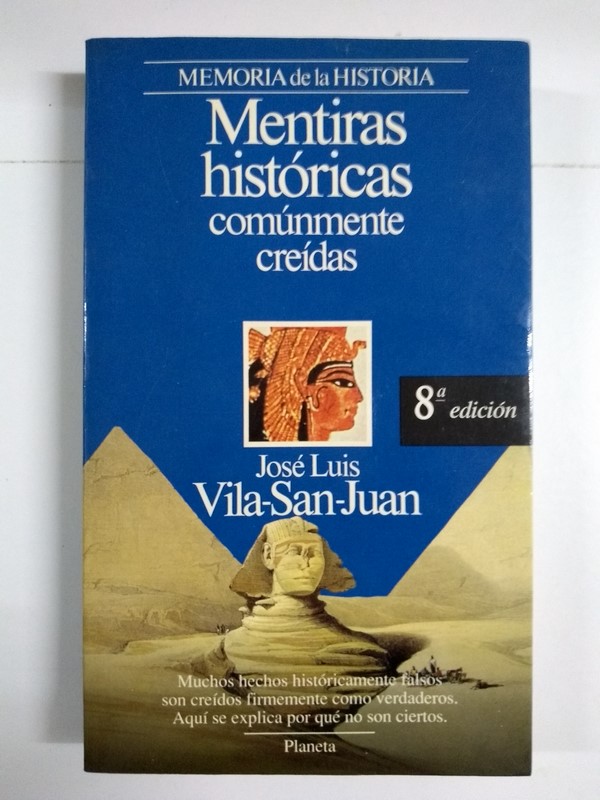 MEMORIA de la HISTORIA
Mentiras
históricas
comúnmente
creídas
8ª edición
José Luis
Vila-San-Juan
Muchos hechos históricamente falsos
son creídos firmemente como verdaderos.
Aquí se explica por qué no son ciertos.
Planeta